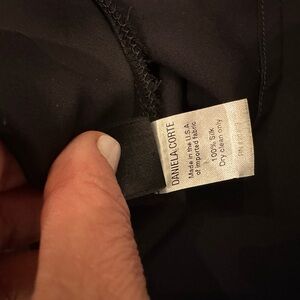 DANIELA CORTE
Made in the U.S.A.
of imported fabric
100% Silk
Dry clean only